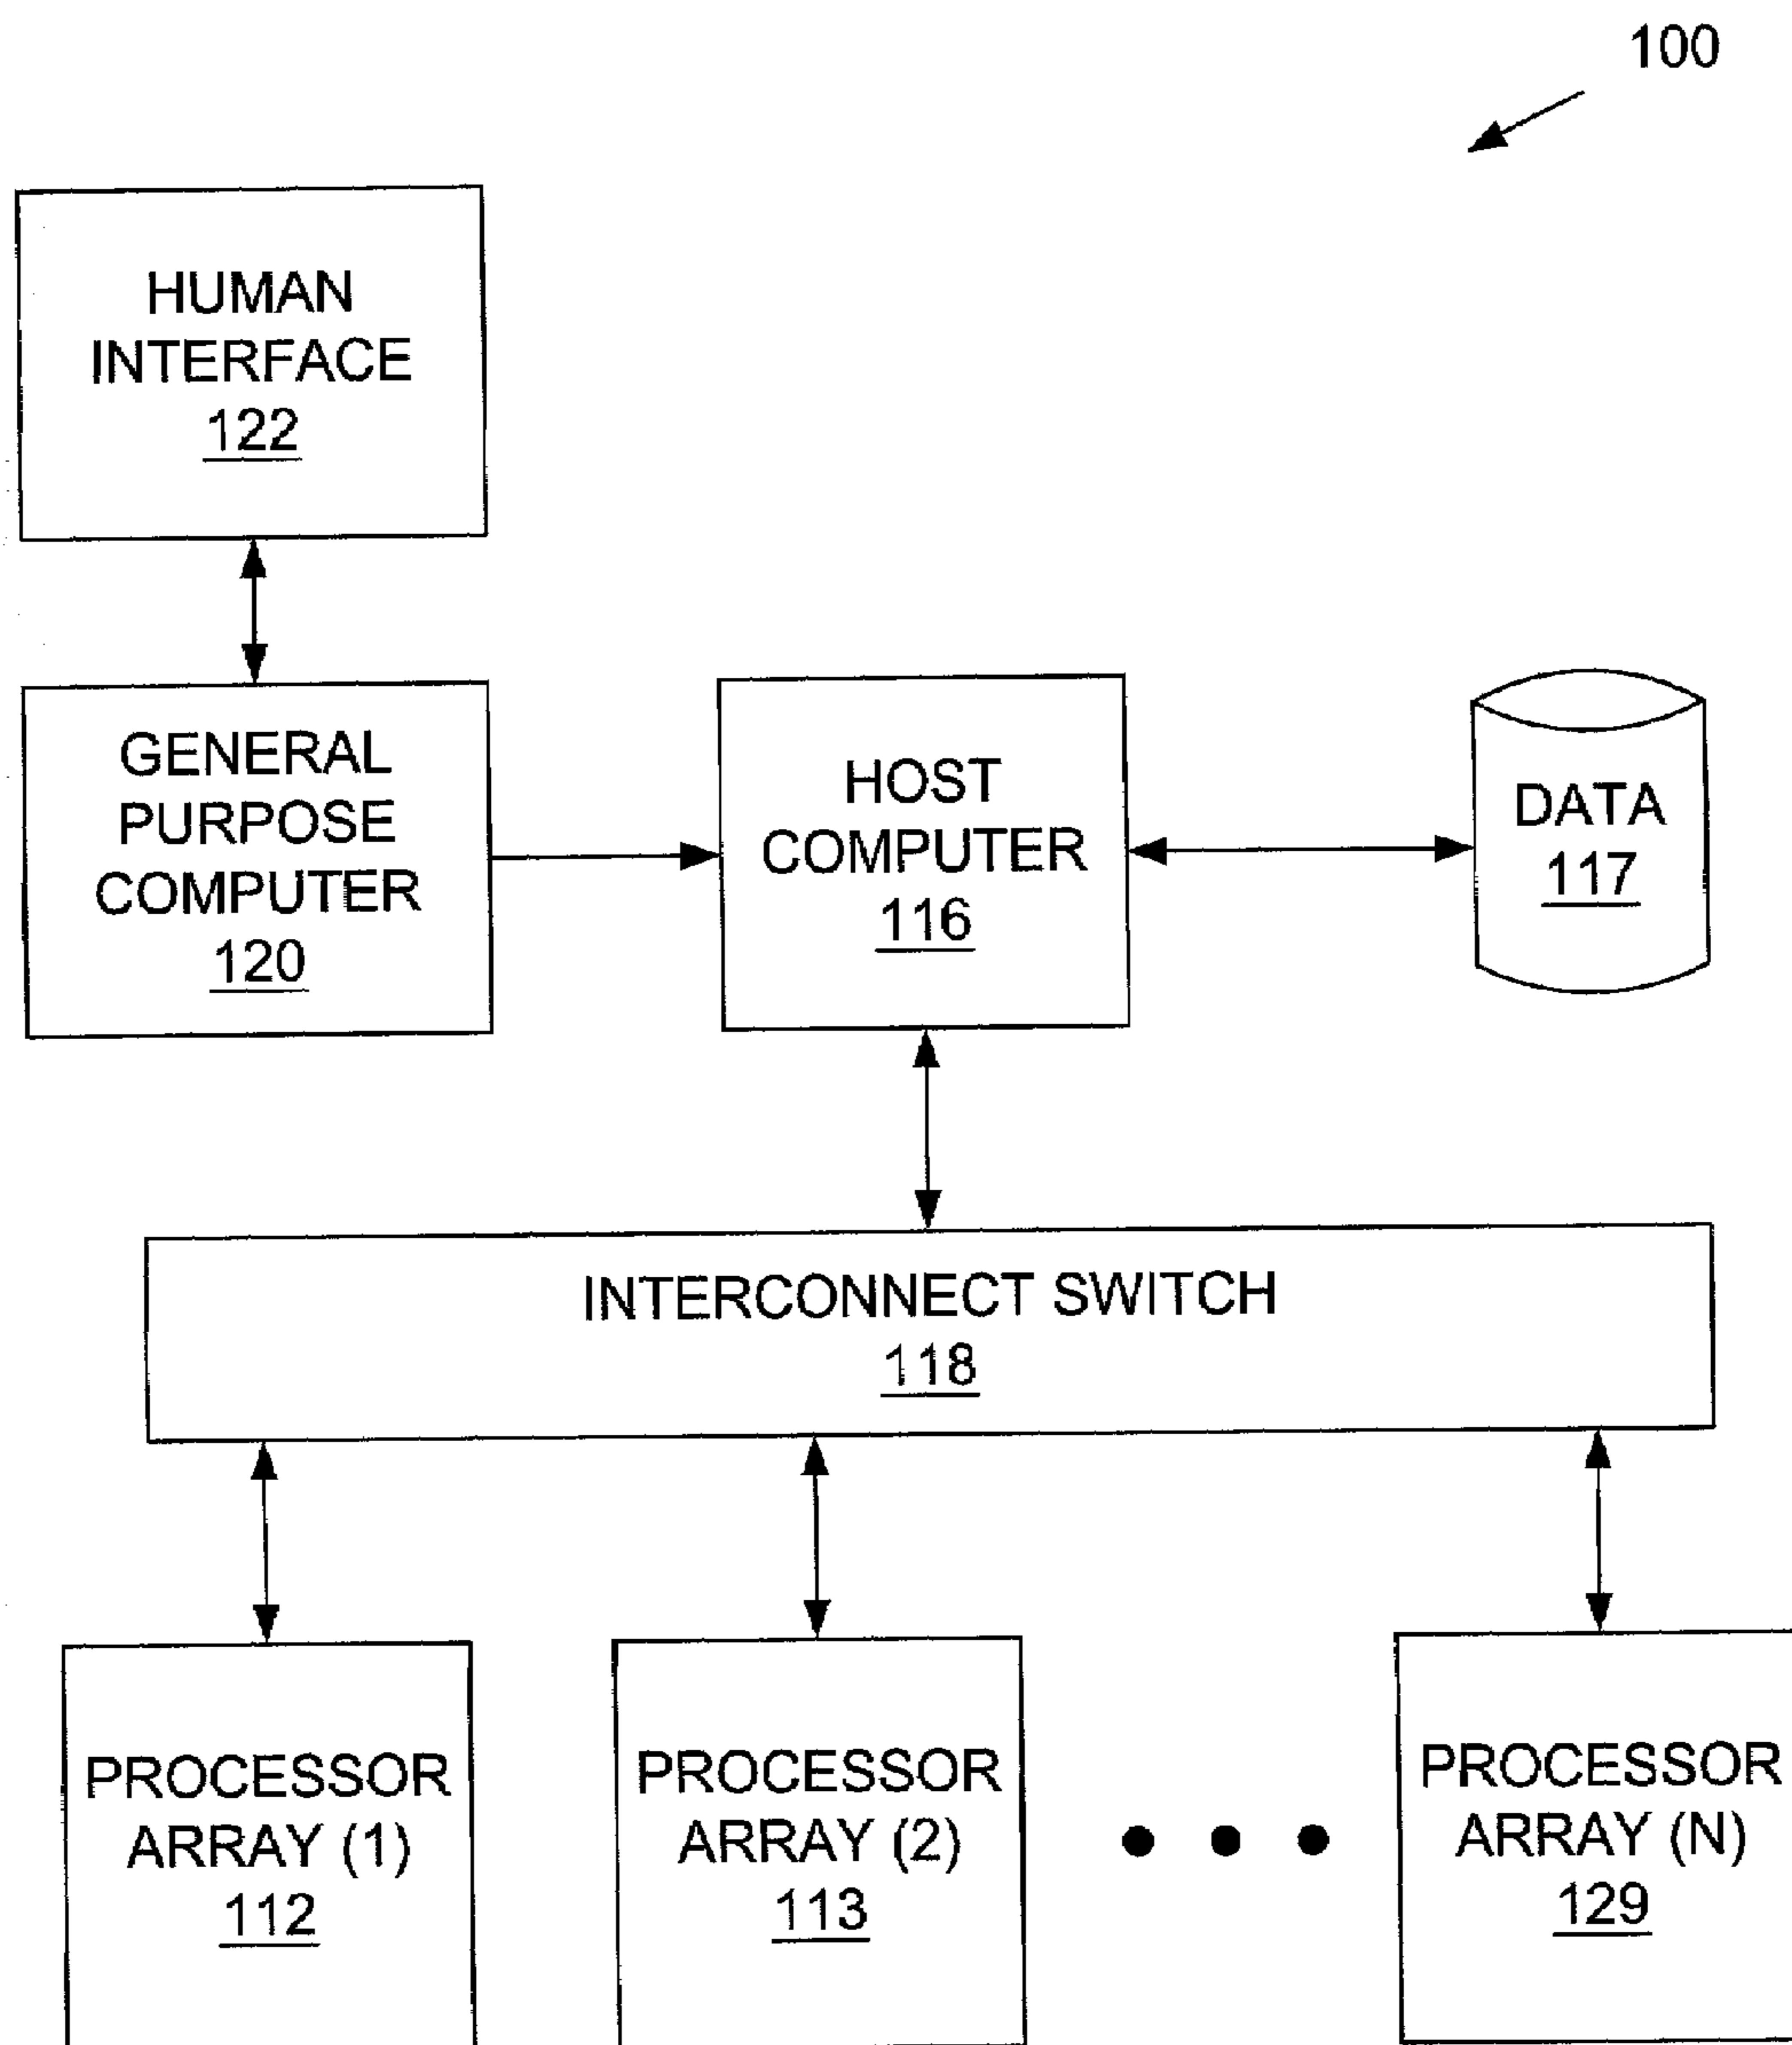 100
HUMAN
INTERFACE
122
GENERAL
PURPOSE
COMPUTER
120
HOST
COMPUTER
116
DATA
117
INTERCONNECT SWITCH
118
PROCESSOR
ARRAY (1)
112
PROCESSOR
ARRAY (2)
113
PROCESSOR
ARRAY (N)
129